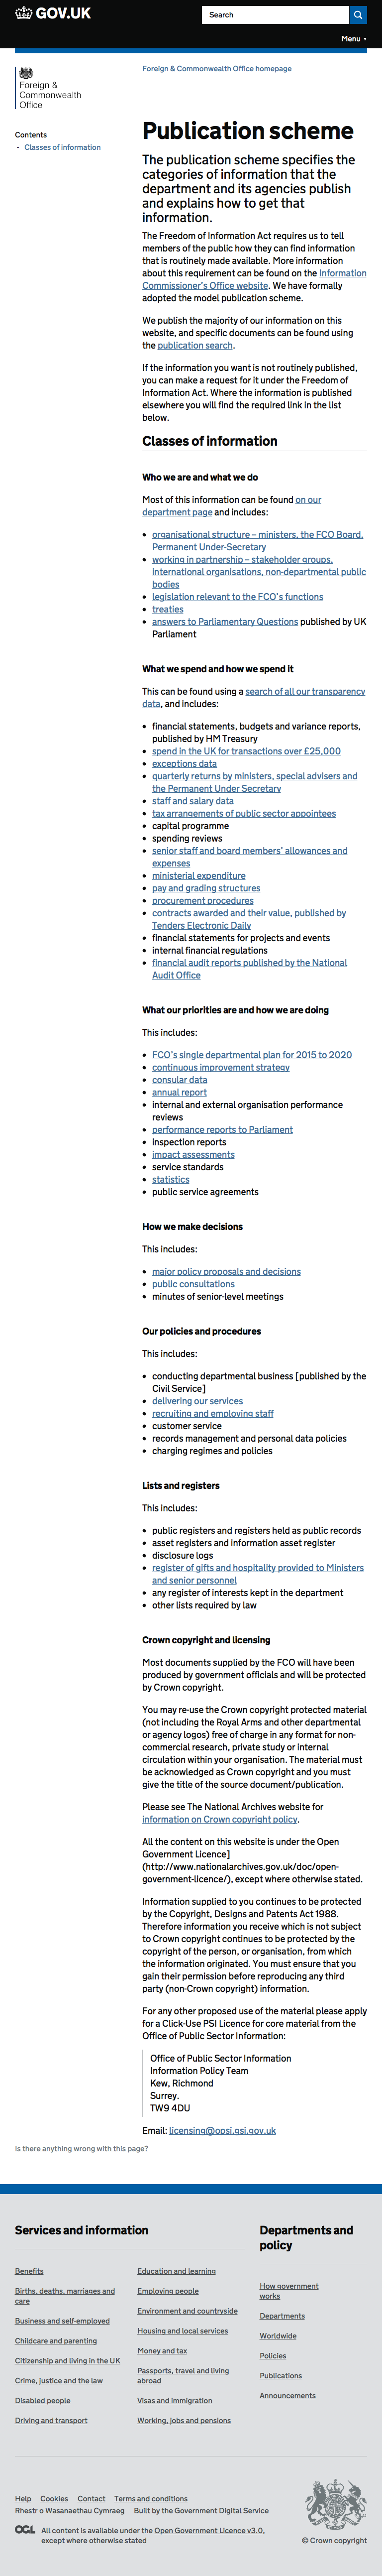 GOV.UK
Search
Menu
Foreign &
Commonwealth
Office
Foreign & Commonwealth Office homepage
Contents
- Classes of information
Publication scheme
The publication scheme specifies the
categories of information that the
department and its agencies publish
and explains how to get that
information.
The Freedom of Information Act requires us to tell
members of the public how they can find information
that is routinely made available. More information
about this requirement can be found on the Information
Commissioner's Office website. We have formally
adopted the model publication scheme.
We publish the majority of our information on this
website, and specific documents can be found using
the publication search.
If the information you want is not routinely published,
you can make a request for it under the Freedom of
Information Act. Where the information is published
elsewhere you will find the required link in the list
below.
Classes of information
Who we are and what we do
Most of this information can be found on our
department page and includes:
• organisational structure – ministers, the FCO Board,
Permanent Under-Secretary
• working in partnership – stakeholder groups,
international organisations, non-departmental public
bodies
• legislation relevant to the FCO's functions
• treaties
• answers to Parliamentary Questions published by UK
Parliament
What we spend and how we spend it
This can be found using a search of all our transparency
data, and includes:
• financial statements, budgets and variance reports,
published by HM Treasury
• spend in the UK for transactions over £25,000
• exceptions data
• quarterly returns by ministers, special advisers and
the Permanent Under Secretary
• staff and salary data
• tax arrangements of public sector appointees
• capital programme
• spending reviews
• senior staff and board members' allowances and
expenses
• ministerial expenditure
• pay and grading structures
• procurement procedures
• contracts awarded and their value, published by
Tenders Electronic Daily
• financial statements for projects and events
• internal financial regulations
• financial audit reports published by the National
Audit Office
What our priorities are and how we are doing
This includes:
• FCO's single departmental plan for 2015 to 2020
• continuous improvement strategy
• consular data
• annual report
• internal and external organisation performance
reviews
• performance reports to Parliament
• inspection reports
• impact assessments
• service standards
• statistics
• public service agreements
How we make decisions
This includes:
• major policy proposals and decisions
• public consultations
• minutes of senior-level meetings
Our policies and procedures
This includes:
• conducting departmental business [published by the
Civil Service]
• delivering our services
• recruiting and employing staff
• customer service
• records management and personal data policies
• charging regimes and policies
Lists and registers
This includes:
• public registers and registers held as public records
• asset registers and information asset register
• disclosure logs
• register of gifts and hospitality provided to Ministers
and senior personnel
• any register of interests kept in the department
• other lists required by law
Crown copyright and licensing
Most documents supplied by the FCO will have been
produced by government officials and will be protected
by Crown copyright.
You may re-use the Crown copyright protected material
(not including the Royal Arms and other departmental
or agency logos) free of charge in any format for non-
commercial research, private study or internal
circulation within your organisation. The material must
be acknowledged as Crown copyright and you must
give the title of the source document/publication.
Please see The National Archives website for
information on Crown copyright policy.
All the content on this website is under the Open
Government Licence]
(http://www.nationalarchives.gov.uk/doc/open-
government-licence/), except where otherwise stated.
Information supplied to you continues to be protected
by the Copyright, Designs and Patents Act 1988.
Therefore information you receive which is not subject
to Crown copyright continues to be protected by the
copyright of the person, or organisation, from which
the information originated. You must ensure that you
gain their permission before reproducing any third
party (non-Crown copyright) information.
For any other proposed use of the material please apply
for a Click-Use PSI Licence for core material from the
Office of Public Sector Information:
Office of Public Sector Information
Information Policy Team
Kew, Richmond
Surrey.
TW9 4DU
Email: licensing@opsi.gsi.gov.uk
Is there anything wrong with this page?
Services and information
Benefits
Births, deaths, marriages and
care
Business and self-employed
Childcare and parenting
Citizenship and living in the UK
Crime, justice and the law
Disabled people
Driving and transport
Education and learning
Employing people
Environment and countryside
Housing and local services
Money and tax
Passports, travel and living
abroad
Visas and immigration
Working, jobs and pensions
Departments and
policy
How government
works
Departments
Worldwide
Policies
Publications
Announcements
Help Cookies Contact Terms and conditions
Rhestr o Wasanaethau Cymraeg Built by the Government Digital Service
OGL All content is available under the Open Government Licence v3.0,
except where otherwise stated
© Crown copyright